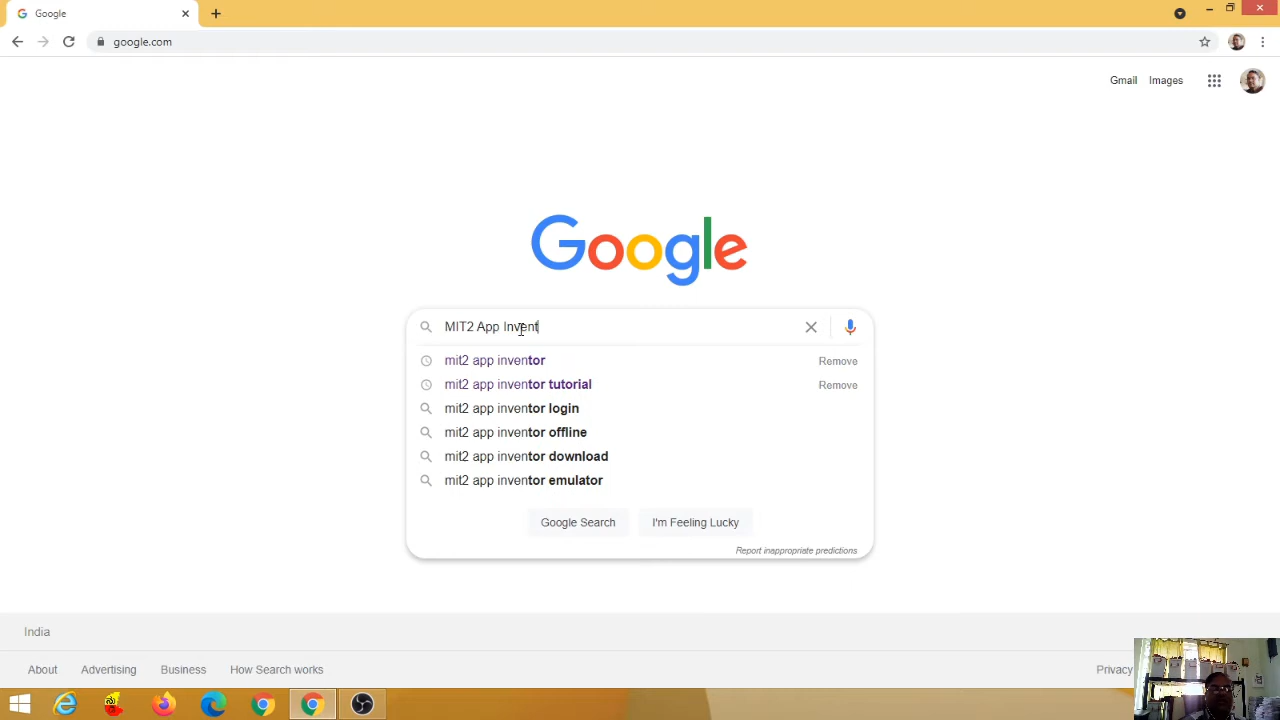 Google
google.com
Gmail
Images
Google
MIT2 App Invent
mit2 app inventor
Remove
mit2 app inventor tutorial
Remove
mit2 app inventor login
mit2 app inventor offline
mit2 app inventor download
mit2 app inventor emulator
Google Search
I'm Feeling Lucky
Report inappropriate predictions
India
About
Advertising
Business
How Search works
Privacy